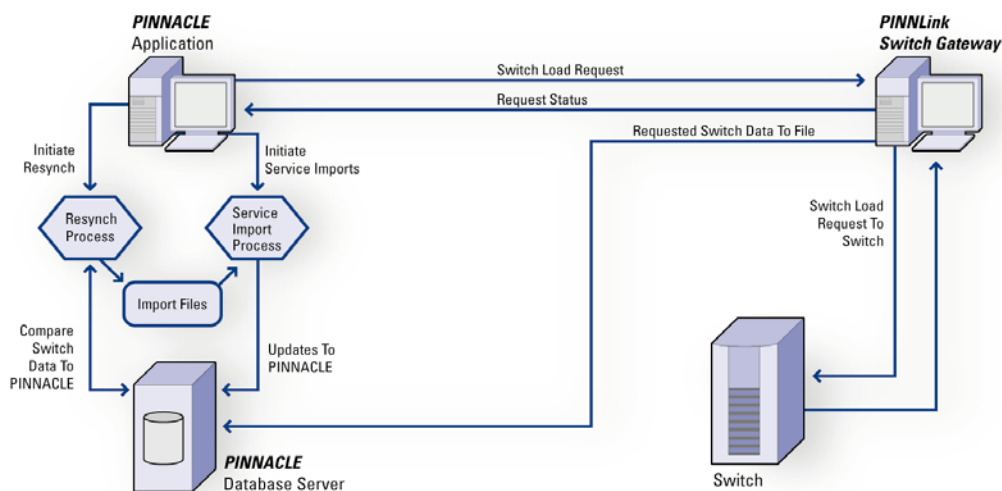 PINNACLE
Application
PINNLink
Switch Gateway
Switch Load Request
Request Status
Requested Switch Data To File
Initiate
Resynch
Initiate
Service Imports
Resynch
Process
Service
Import
Process
Switch Load
Request To
Switch
Import Files
Compare
Switch
Data To
PINNACLE
Updates To
PINNACLE
PINNACLE
Database Server
Switch